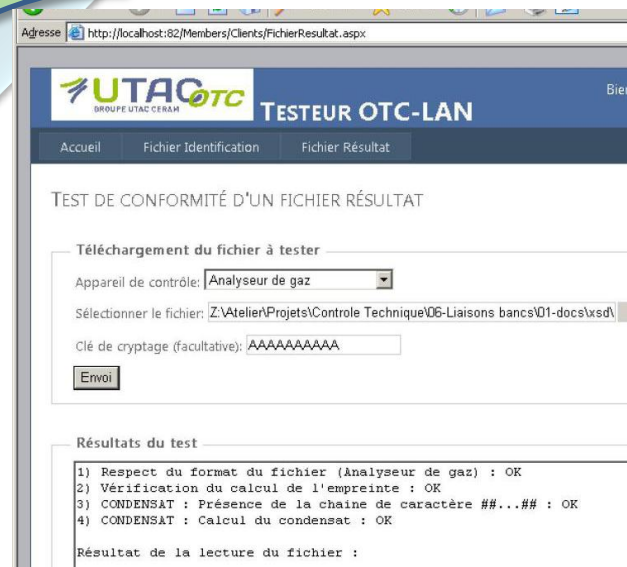 Adresse http://localhost:82/Members/Clients/FichierResultat.aspx
UTAC OTC
GROUPE UTAC CERAM
TESTEUR OTC-LAN
Bien
Accueil Fichier Identification Fichier Résultat
TEST DE CONFORMITÉ D'UN FICHIER RÉSULTAT
Téléchargement du fichier à tester
Appareil de contrôle: Analyseur de gaz
Sélectionner le fichier: Z:\Atelier\Projets\Controle Technique\06-Liaisons bancs\01-docs\xsd\
Clé de cryptage (facultative): AAAAAAAAAA
Envoi
Résultats du test
1) Respect du format du fichier (Analyseur de gaz) : OK
2) Vérification du calcul de l'empreinte : OK
3) CONDENSAT : Présence de la chaine de caractère ##...## : OK
4) CONDENSAT : Calcul du condensat : OK
Résultat de la lecture du fichier :